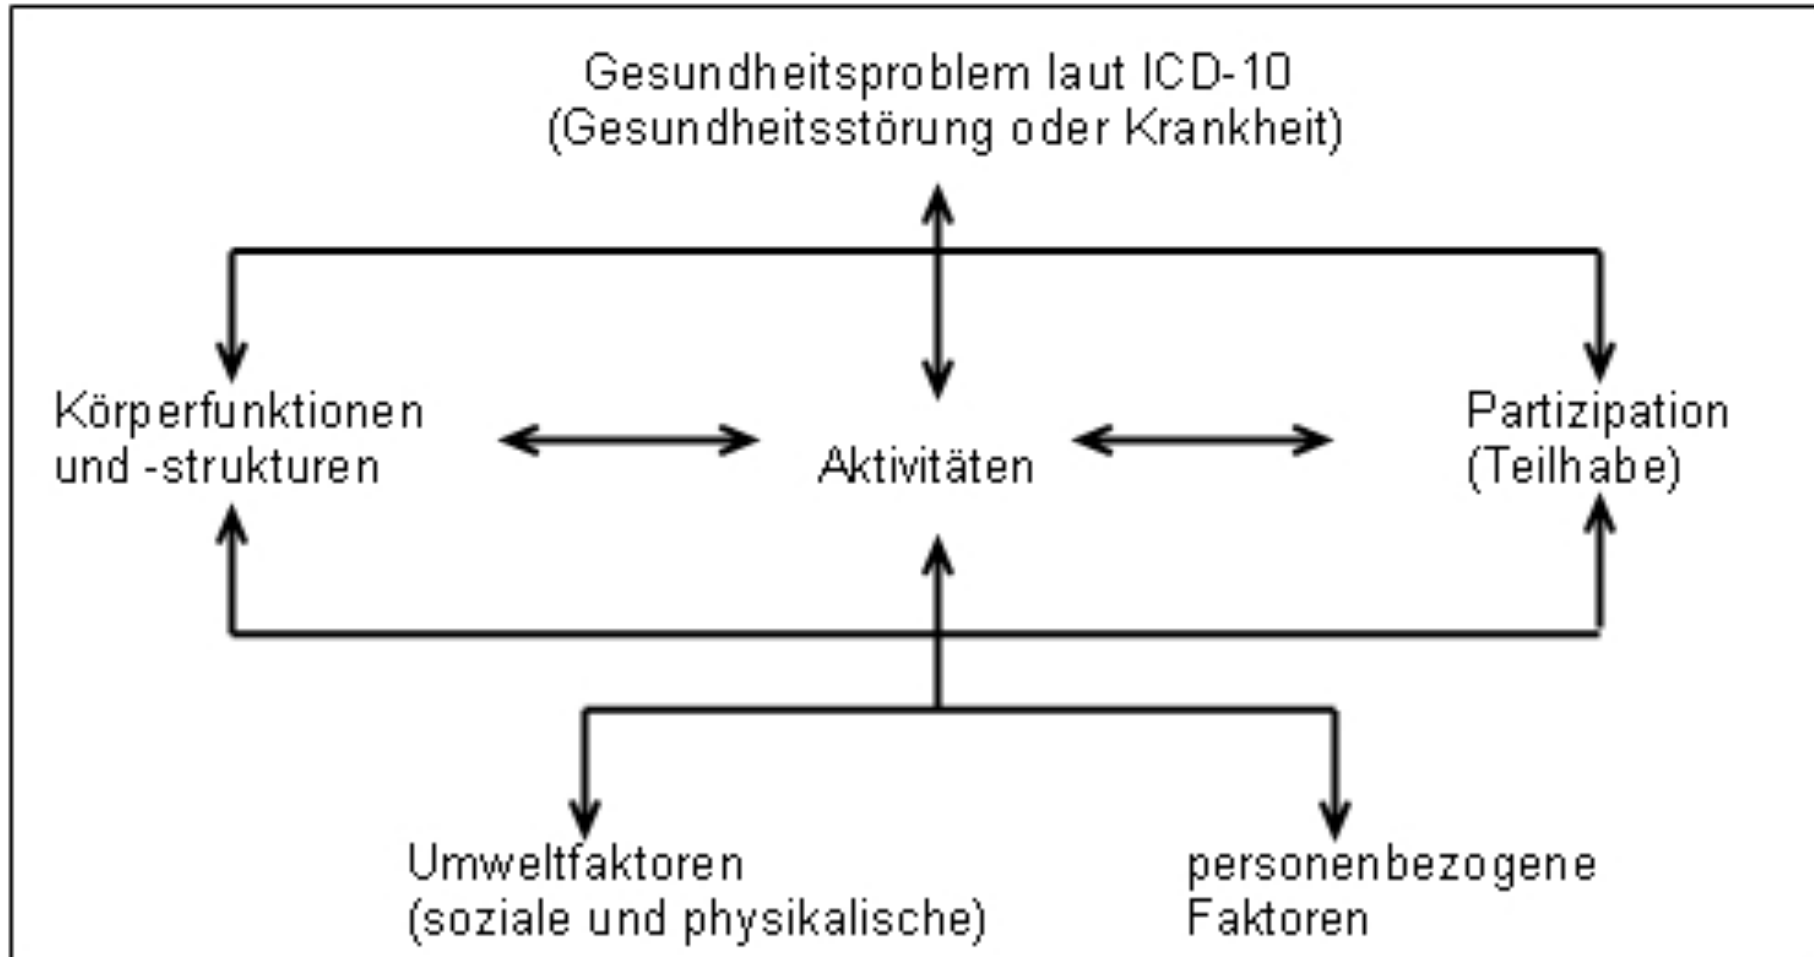 Gesundheitsproblem laut ICD-10
(Gesundheitsstörung oder Krankheit)
Körperfunktionen
und -strukturen
Aktivitäten
Partizipation
(Teilhabe)
Umweltfaktoren
(soziale und physikalische)
personenbezogene
Faktoren